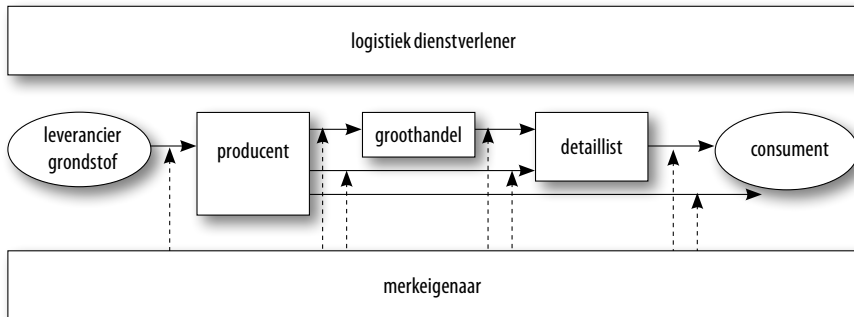 logistiek dienstverlener
leverancier
grondstof
producent
groothandel
detaillist
consument
merkeigenaar